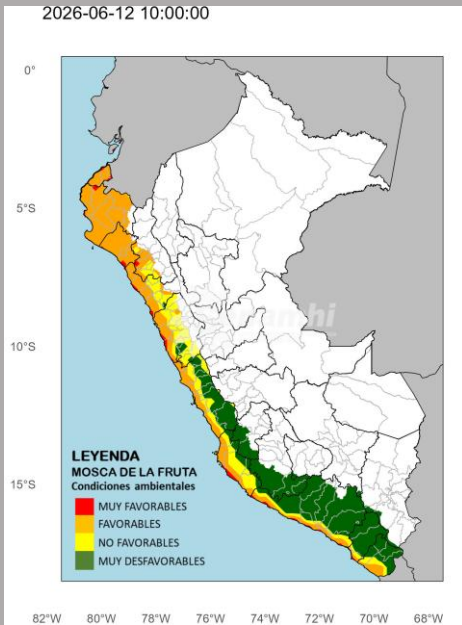 2026-06-12 10:00:00
0°
5°S
10°S
15°S
LEYENDA
MOSCA DE LA FRUTA
Condiciones ambientales
MUY FAVORABLES
FAVORABLES
NO FAVORABLES
MUY DESFAVORABLES
82°W 80°W 78°W 76°W 74°W 72°W 70°W 68°W